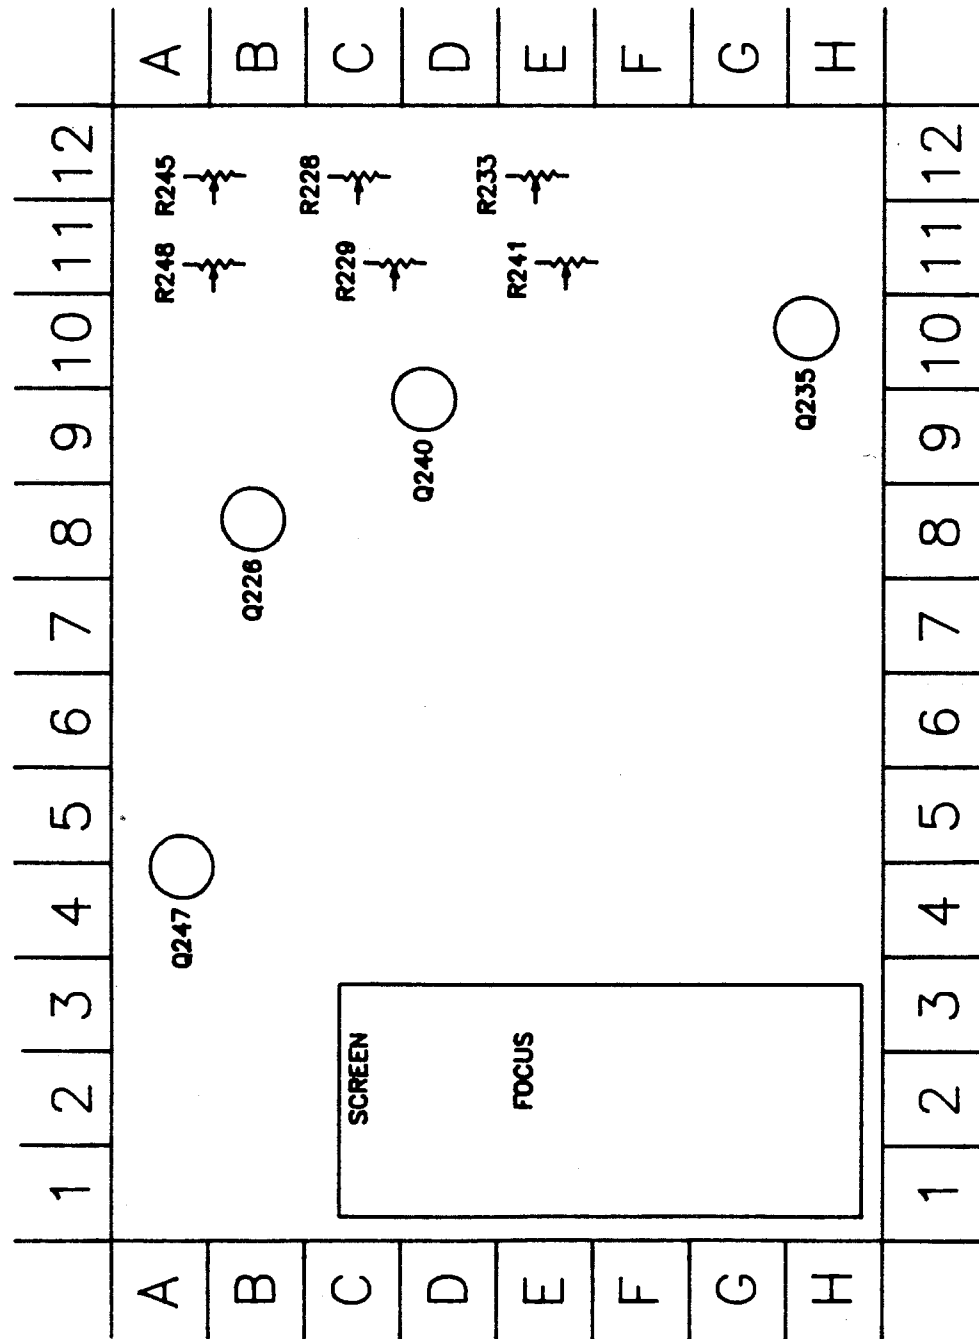 1 2 3 4 5 6 7 8 9 10 11 12
A A
B B
C C
D D
E E
F F
G G
H H
Q247
Q226
Q240
Q235
R248
R245
R229
R228
R241
R233
SCREEN
FOCUS
1 2 3 4 5 6 7 8 9 10 11 12